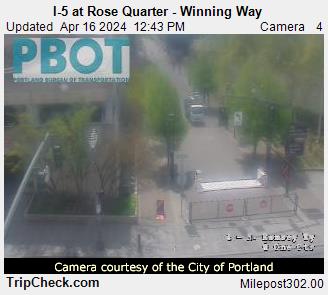 I-5 at Rose Quarter - Winning Way
Updated Apr 16 2024 12:43 PM Camera 4
PBOT
PORTLAND BUREAU OF TRANSPORTATION
Camera courtesy of the City of Portland
TripCheck.com Milepost302.00